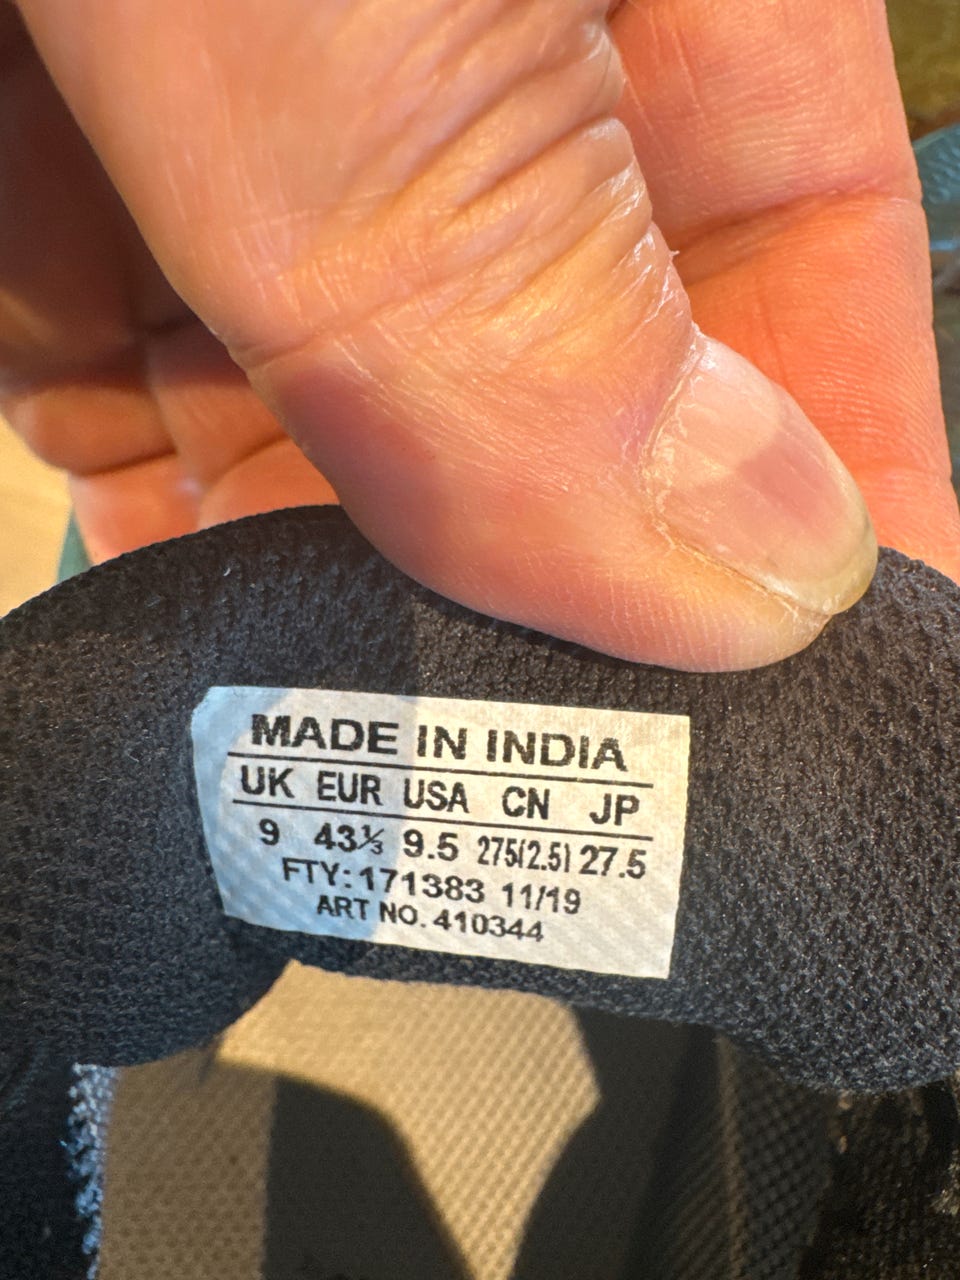 MADE IN INDIA
UK EUR USA CN JP
9 43⅓ 9.5 275(2.5) 27.5
FTY: 171383 11/19
ART NO. 410344